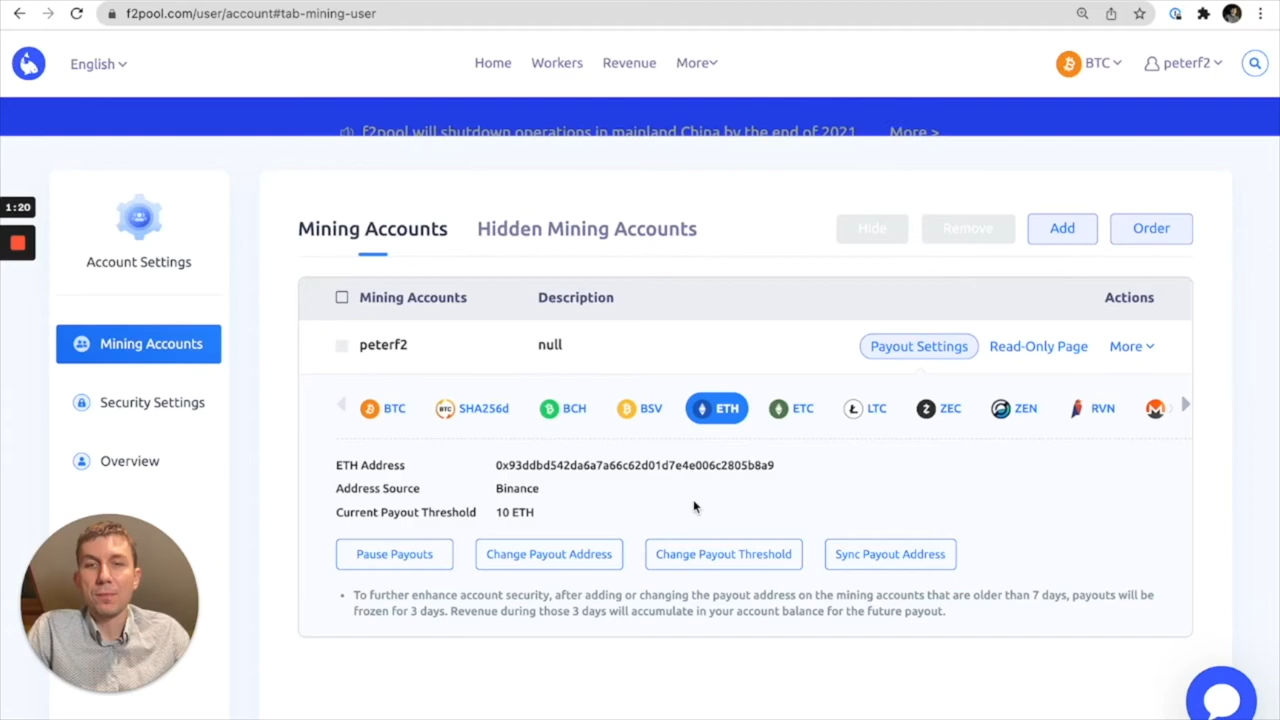 f2pool.com/user/account#tab-mining-user
English
Home Workers Revenue More
BTC peterf2
f2pool will shutdown operations in mainland China by the end of 2021 More >
1:20
Account Settings
Mining Accounts
Security Settings
Overview
Mining Accounts Hidden Mining Accounts Hide Remove Add Order
Mining Accounts Description Actions
peterf2 null Payout Settings Read-Only Page More
BTC BTC SHA256d BCH BSV ETH ETC LTC ZEC ZEN RVN
ETH Address 0x93ddbd542da6a7a66c62d01d7e4e006c2805b8a9
Address Source Binance
Current Payout Threshold 10 ETH
Pause Payouts Change Payout Address Change Payout Threshold Sync Payout Address
• To further enhance account security, after adding or changing the payout address on the mining accounts that are older than 7 days, payouts will be
frozen for 3 days. Revenue during those 3 days will accumulate in your account balance for the future payout.